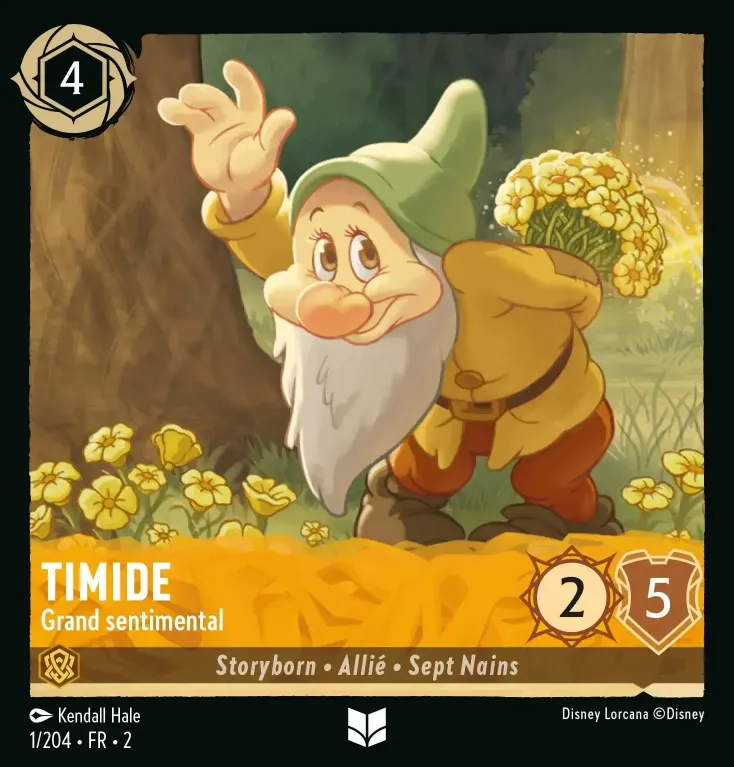 4
TIMIDE
Grand sentimental
2
5
Storyborn • Allié • Sept Nains
Kendall Hale
1/204 • FR • 2
Disney Lorcana ©Disney